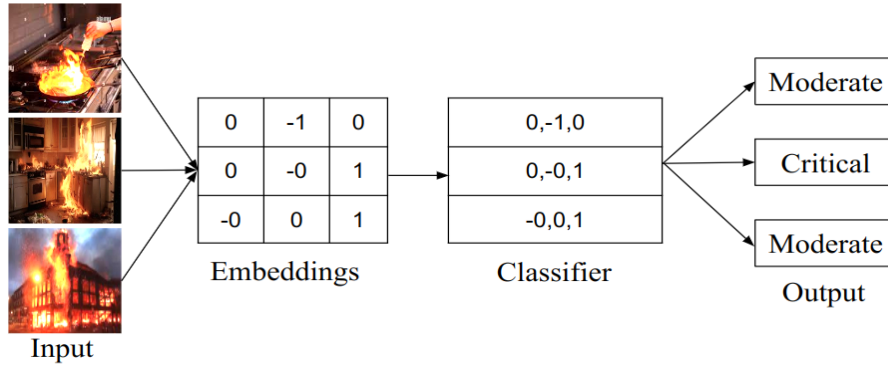 0 -1 0
0 -0 1
-0 0 1
Embeddings
0,-1,0
0,-0,1
-0,0,1
Classifier
Moderate
Critical
Moderate
Output
Input